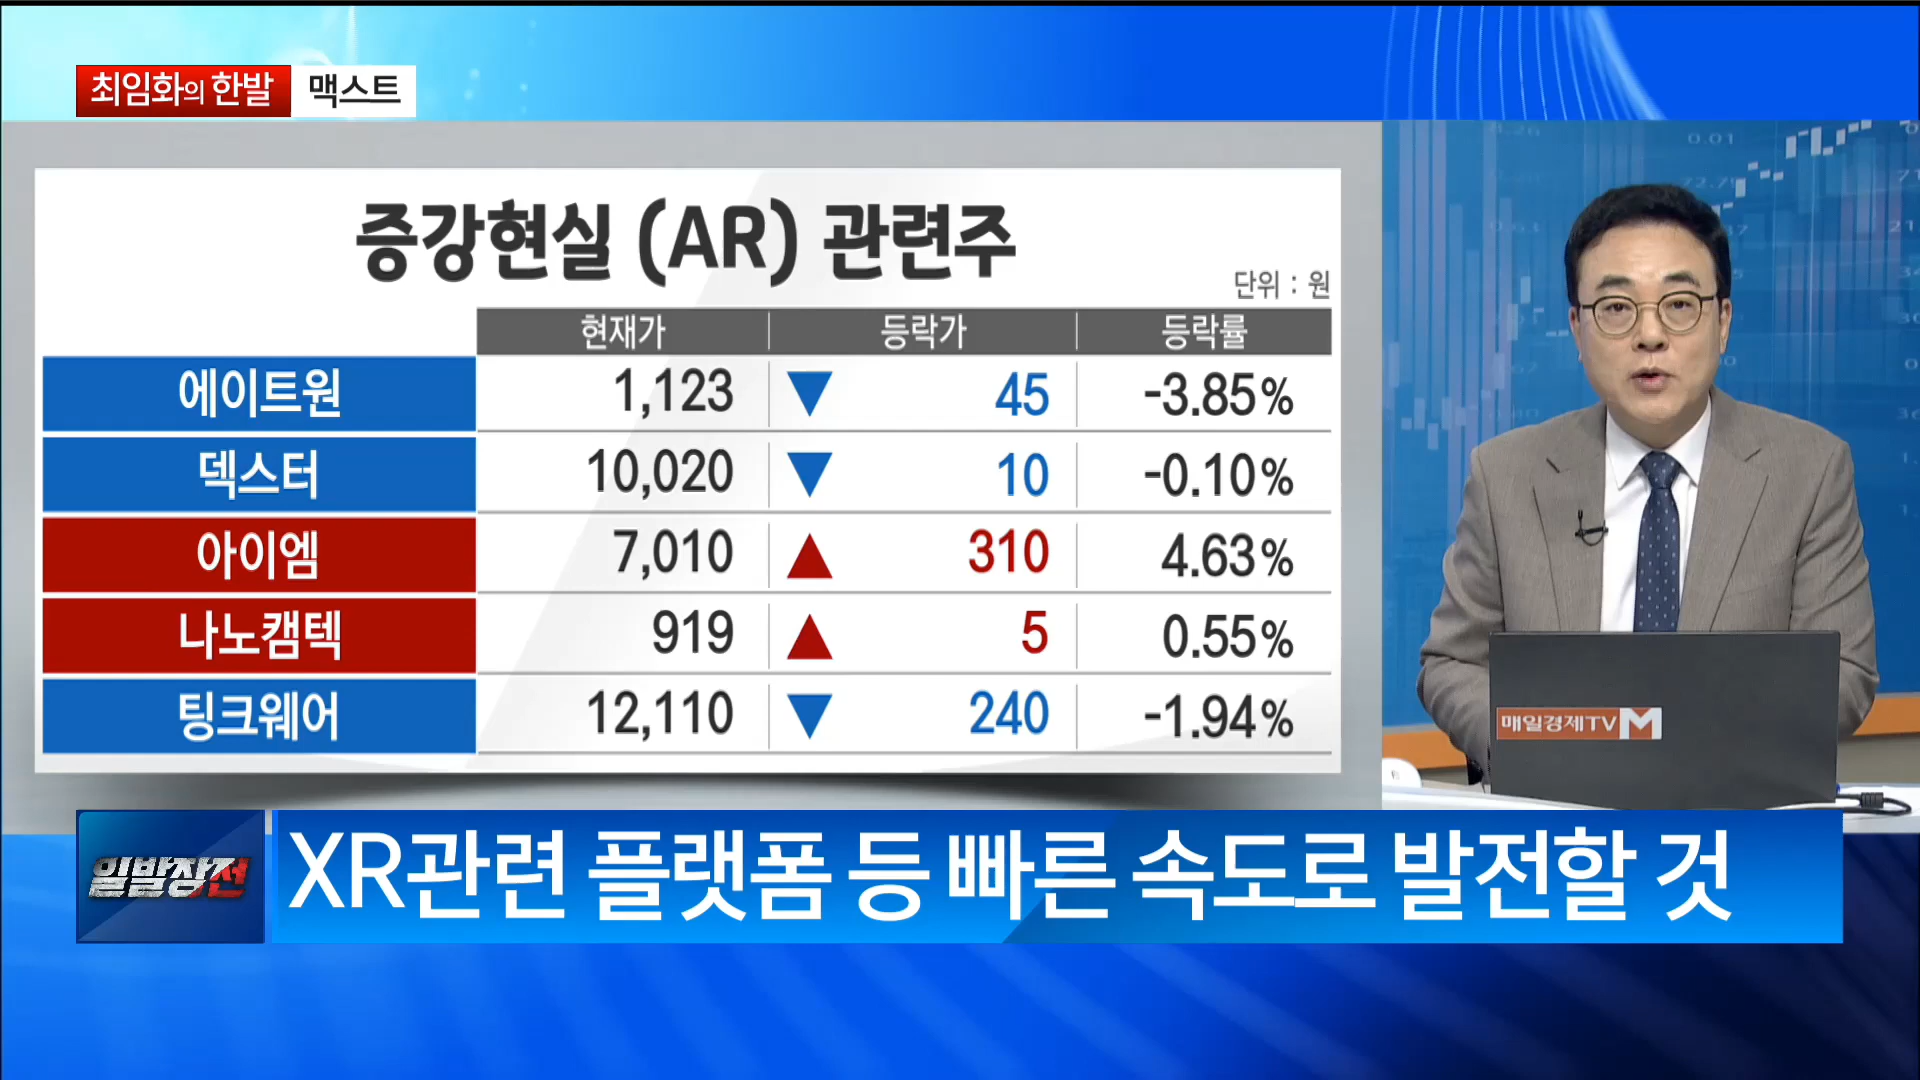 최임화의 한발 맥스트
증강현실 (AR) 관련주
단위 : 원
현재가 등락가 등락률
에이트원 1,123 ▼ 45 -3.85%
덱스터 10,020 ▼ 10 -0.10%
아이엠 7,010 ▲ 310 4.63%
나노캠텍 919 ▲ 5 0.55%
팅크웨어 12,110 ▼ 240 -1.94%
매일경제TV M
일발장전
XR관련 플랫폼 등 빠른 속도로 발전할 것